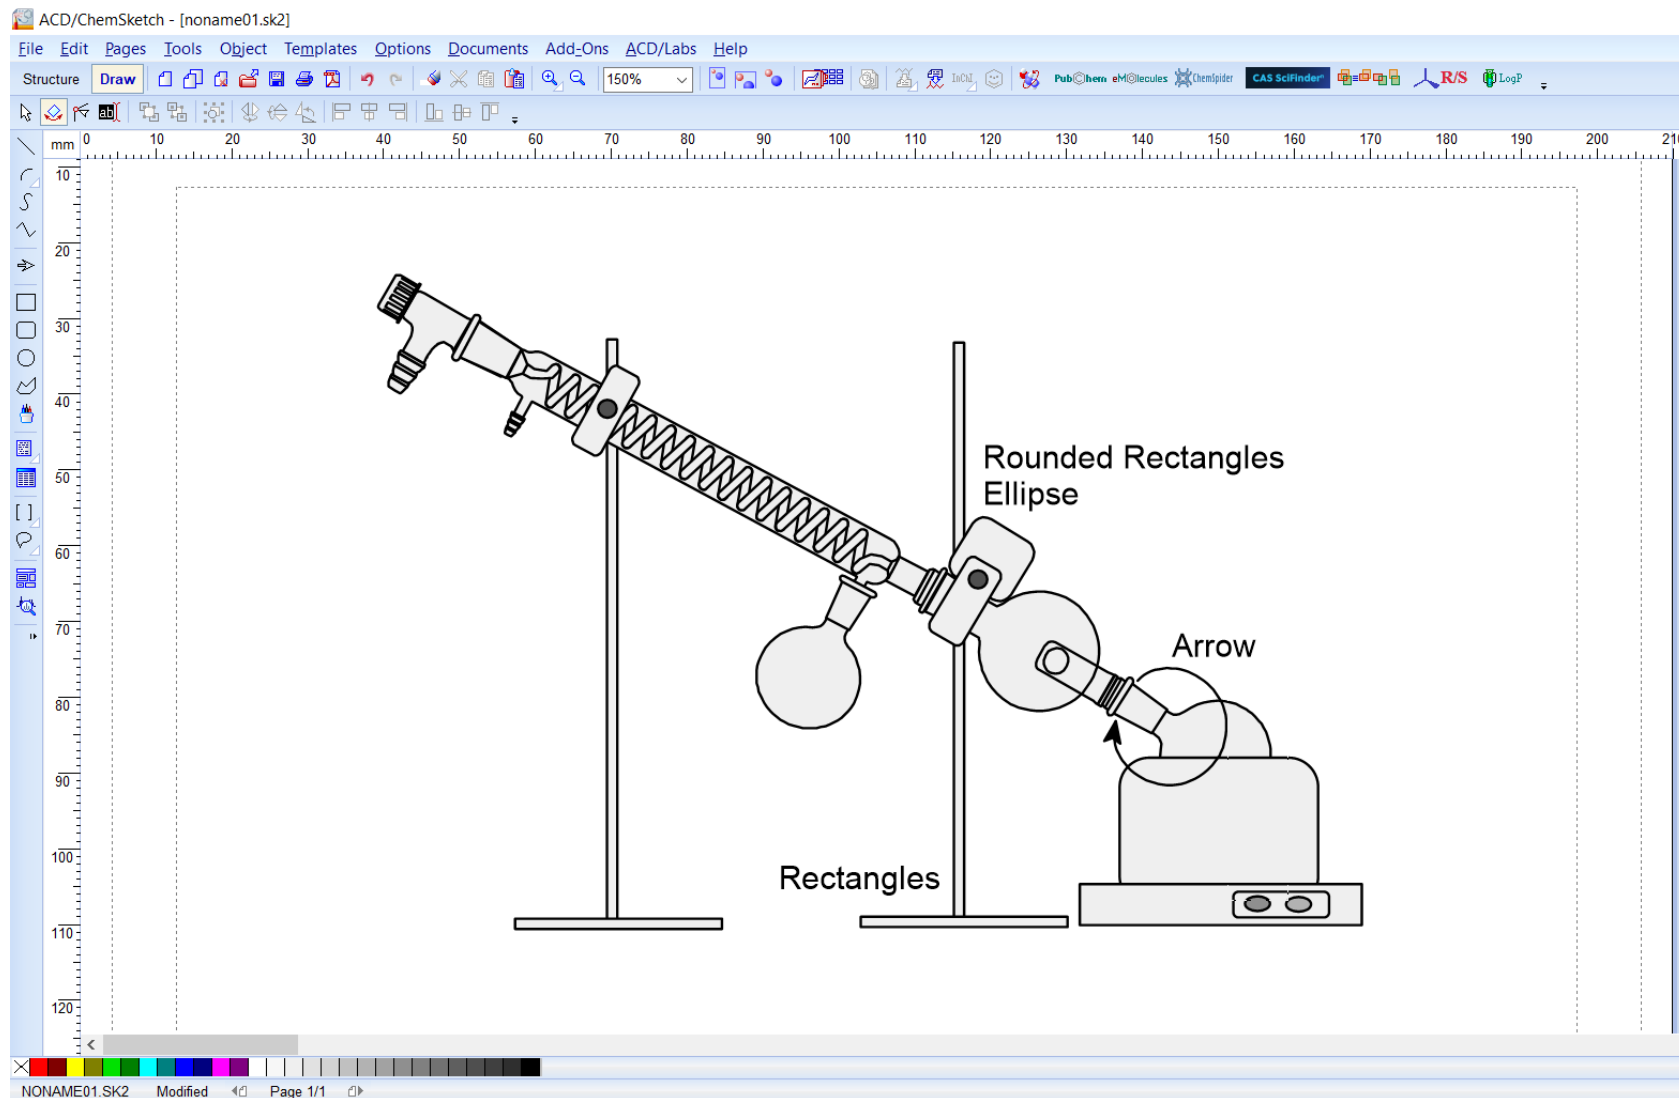 ACD/ChemSketch - [noname01.sk2]
File Edit Pages Tools Object Templates Options Documents Add-Ons ACD/Labs Help
Structure Draw 150% PubChem eMolecules ChemSpider CAS SciFinder R/S LogP
ab
mm 0 10 20 30 40 50 60 70 80 90 100 110 120 130 140 150 160 170 180 190 200 21
10
20
30
40
50
60
70
80
90
100
110
120
Rounded Rectangles
Ellipse
Arrow
Rectangles
NONAME01.SK2 Modified Page 1/1